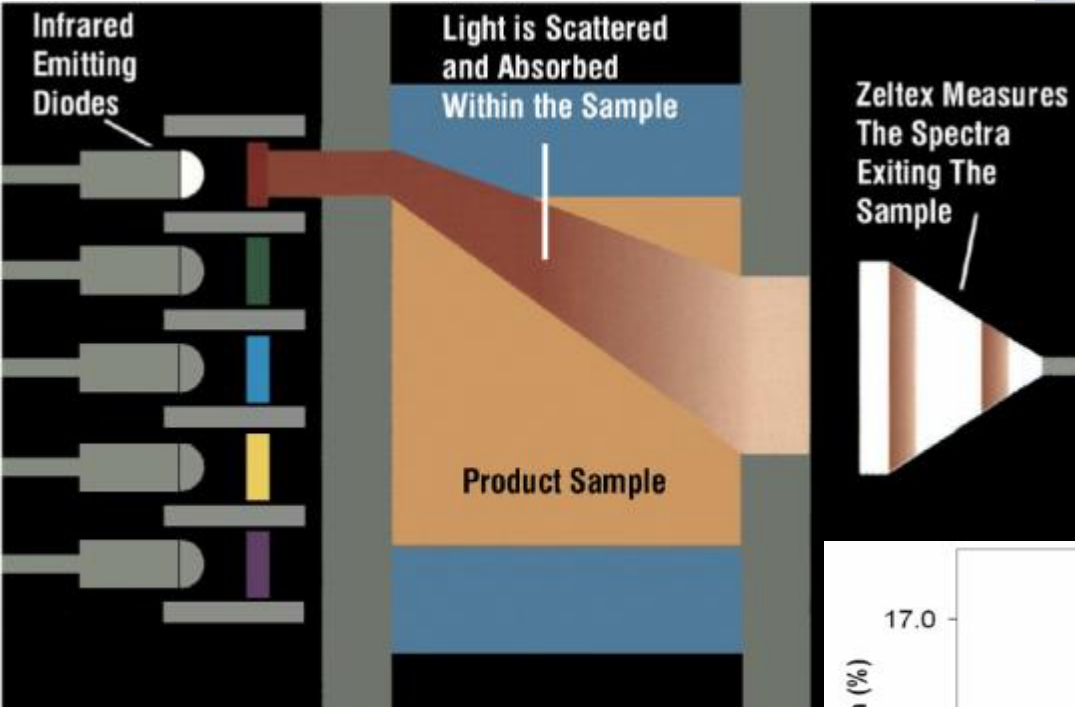 Infrared
Emitting
Diodes
Light is Scattered
and Absorbed
Within the Sample
Zeltex Measures
The Spectra
Exiting The
Sample
Product Sample
17.0
(%)